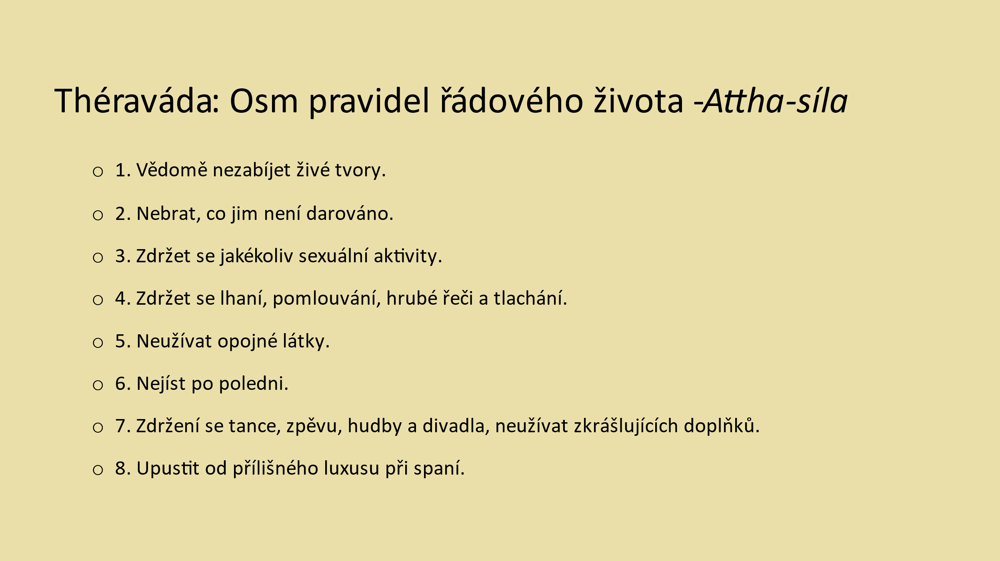 Théraváda: Osm pravidel řádového života -Attha-síla
○ 1. Vědomě nezabíjet živé tvory.
○ 2. Nebrat, co jim není darováno.
○ 3. Zdržet se jakékoliv sexuální aktivity.
○ 4. Zdržet se lhaní, pomlouvání, hrubé řeči a tlachání.
○ 5. Neužívat opojné látky.
○ 6. Nejíst po poledni.
○ 7. Zdržení se tance, zpěvu, hudby a divadla, neužívat zkrášlujících doplňků.
○ 8. Upustit od přílišného luxusu při spaní.